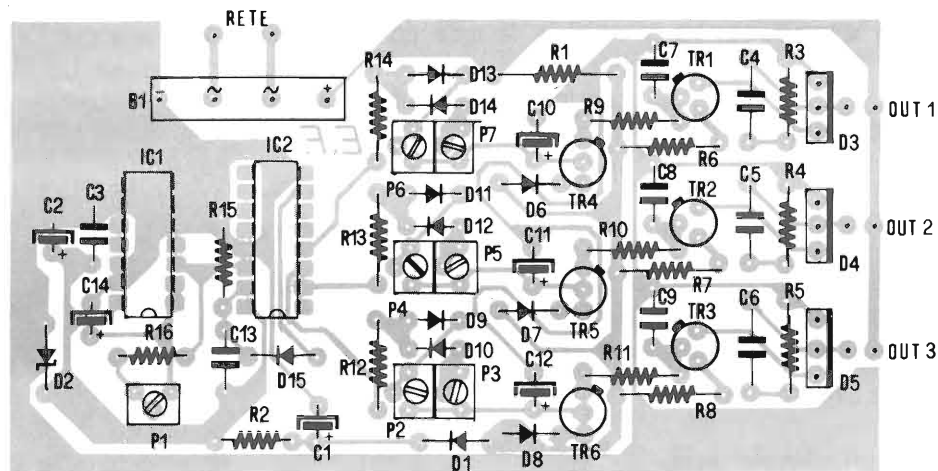 RETE
B1 - ~ ~ +
R14 D13 R1 C7 TR1 C4 R3
D14 C10 R9 OUT 1
P7 R6 D3
IC1 IC2 TR4
C2 C3 R15 P6 D11 D6 C8 TR2 C5 R4
R13 D12 C11 R10 OUT 2
P5 R7 D4
C14 P4 D9 D7 TR5 C9 TR3 C6 R5
R16 C13 D10 C12 R11 OUT 3
D2 D15 R12 P3 R8 D5
P1 R2 C1 P2 D1 D8 TR6